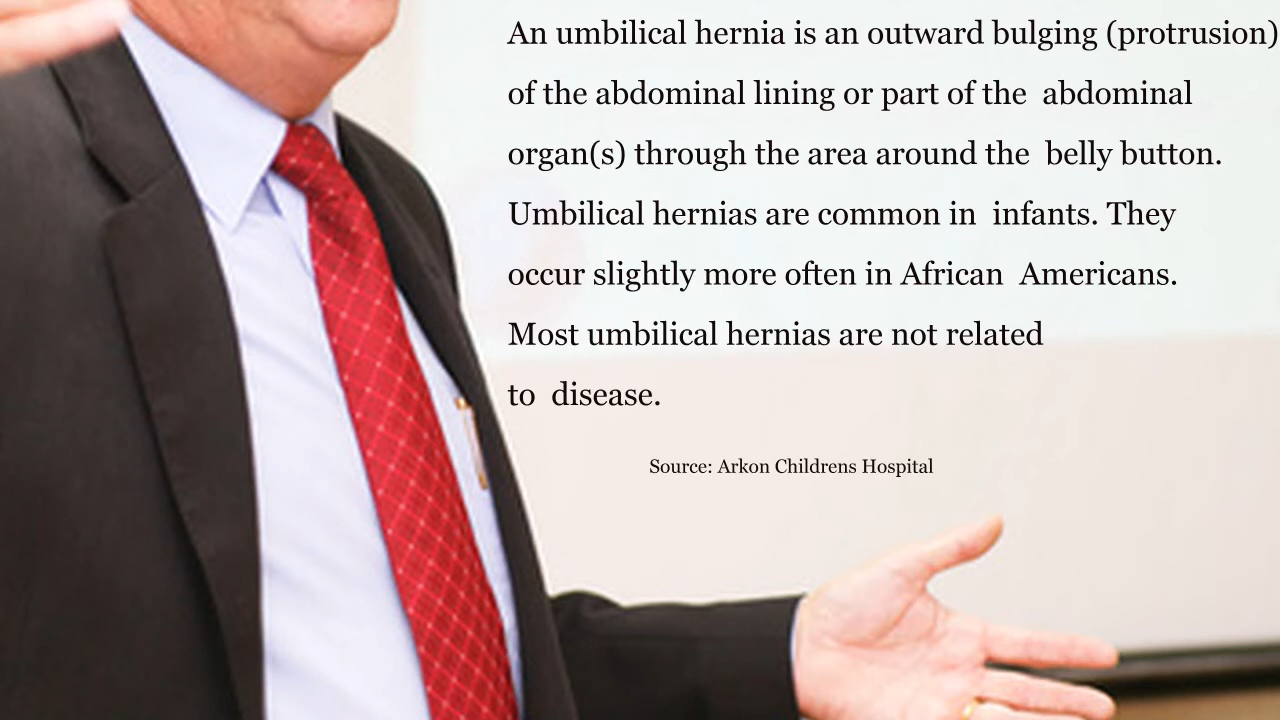 An umbilical hernia is an outward bulging (protrusion)
of the abdominal lining or part of the  abdominal
organ(s) through the area around the  belly button.
Umbilical hernias are common in  infants. They
occur slightly more often in African  Americans.
Most umbilical hernias are not related
to  disease.
Source: Arkon Childrens Hospital